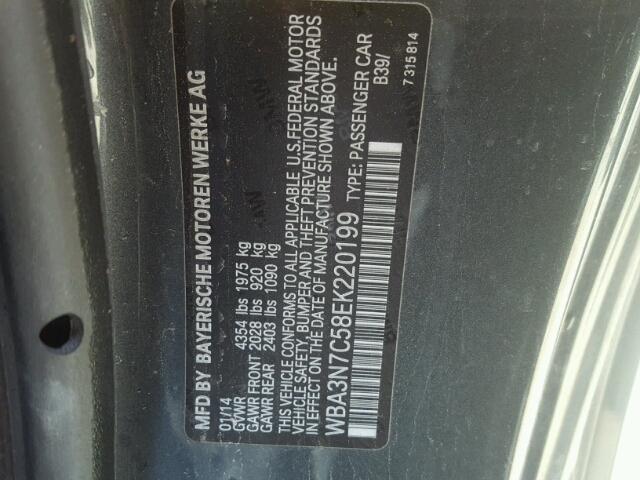 MFD BY BAYERISCHE MOTOREN WERKE AG
01/14
GVWR 4354 lbs 1975 kg
GAWR FRONT 2028 lbs 920 kg
GAWR REAR 2403 lbs 1090 kg
THIS VEHICLE CONFORMS TO ALL APPLICABLE U.S.FEDERAL MOTOR
VEHICLE SAFETY, BUMPER AND THEFT PREVENTION STANDARDS
IN EFFECT ON THE DATE OF MANUFACTURE SHOWN ABOVE.
WBA3N7C58EK220199 TYPE: PASSENGER CAR
B39/
7315814